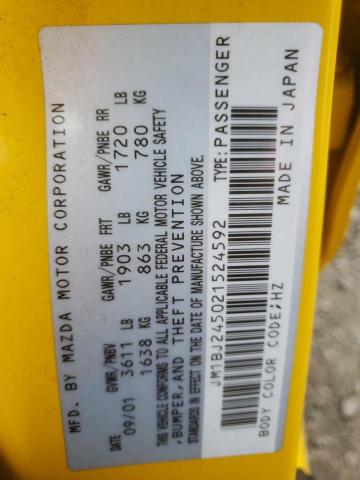 MFD. BY MAZDA MOTOR CORPORATION
GVWR/PNBV GAWR/PNBE FRT GAWR/PNBE RR
DATE 09/01 3611 LB 1903 LB 1720 LB
1638 KG 863 KG 780 KG
THIS VEHICLE CONFORMS TO ALL APPLICABLE FEDERAL MOTOR VEHICLE SAFETY
,BUMPER,AND THEFT PREVENTION
STANDARDS IN EFFECT ON THE DATE OF MANUFACTURE SHOWN ABOVE.
JM1BJ245021524592 TYPE:PASSENGER
BODY COLOR CODE;HZ MADE IN JAPAN